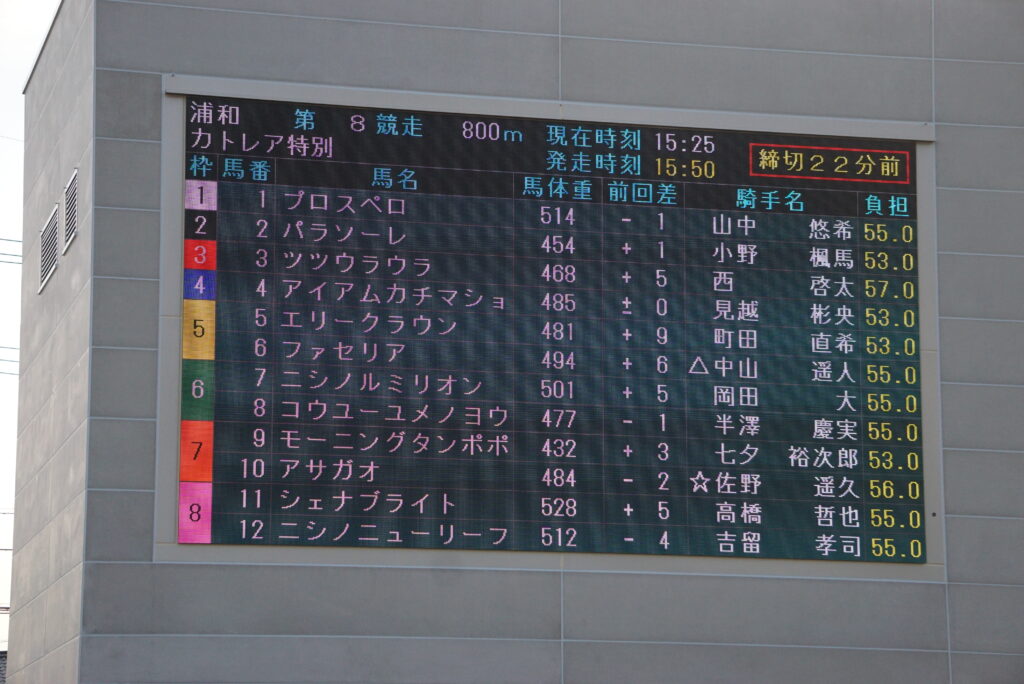 浦和 第 8 競走 800m 現在時刻 15:25
カトレア特別 発走時刻 15:50 締切22分前
枠 馬番 馬名 馬体重 前回差 騎手名 負担
1 1 プロスペロ 514 - 1 山中 悠希 55.0
2 2 パラソーレ 454 + 1 小野 楓馬 53.0
3 3 ツツウラウラ 468 + 5 西 啓太 57.0
4 4 アイアムカチマショ 485 ± 0 見越 彬央 53.0
5 5 エリークラウン 481 + 9 町田 直希 53.0
6 ファセリア 494 + 6 △中山 遥人 55.0
6 7 ニシノルミリオン 501 + 5 岡田 大 55.0
8 コウユーユメノヨウ 477 - 1 半澤 慶実 55.0
7 9 モーニングタンポポ 432 + 3 七夕 裕次郎 53.0
10 アサガオ 484 - 2 ☆佐野 遥久 56.0
8 11 シェナブライト 528 + 5 高橋 哲也 55.0
12 ニシノニューリーフ 512 - 4 吉留 孝司 55.0